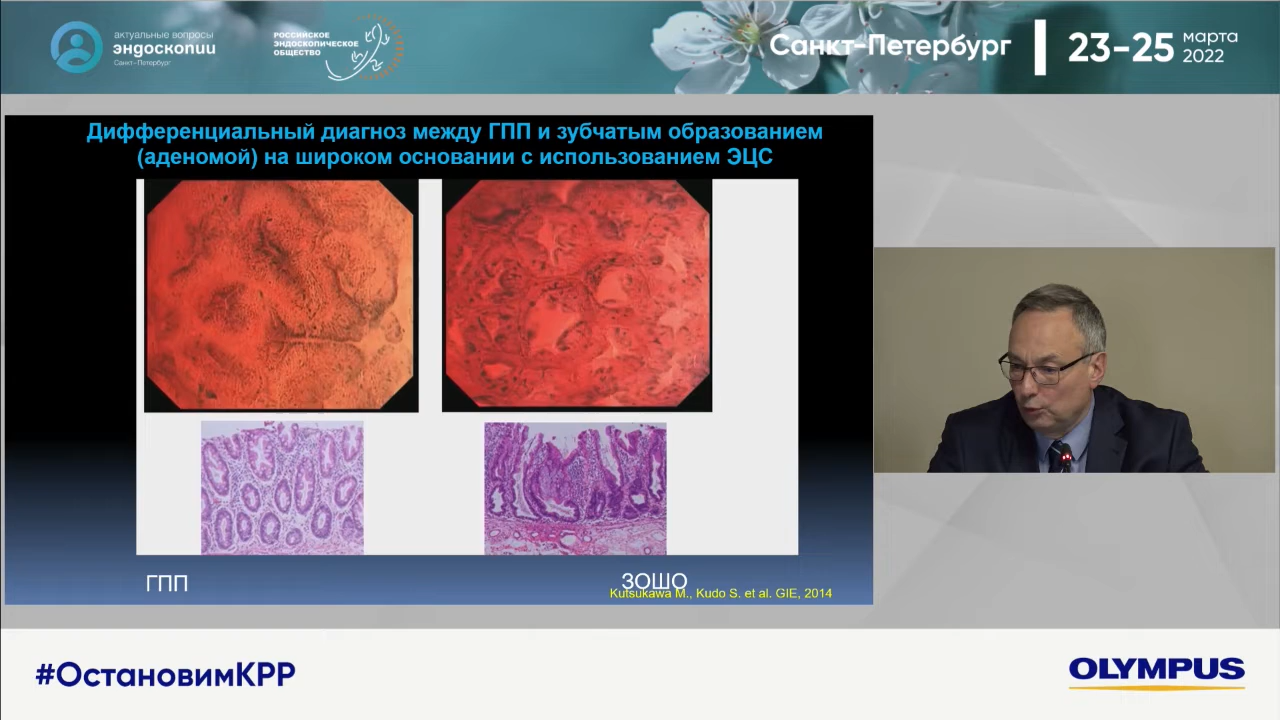 актуальные вопросы
эндоскопии
Санкт-Петербург
РОССИЙСКОЕ
ЭНДОСКОПИЧЕСКОЕ
ОБЩЕСТВО
Санкт-Петербург
23-25 марта
2022
Дифференциальный диагноз между ГПП и зубчатым образованием
(аденомой) на широком основании с использованием ЭЦС
ГПП
ЗОШО
Kutsukawa M., Kudo S. et al. GIE, 2014
#ОстановимКРР
OLYMPUS